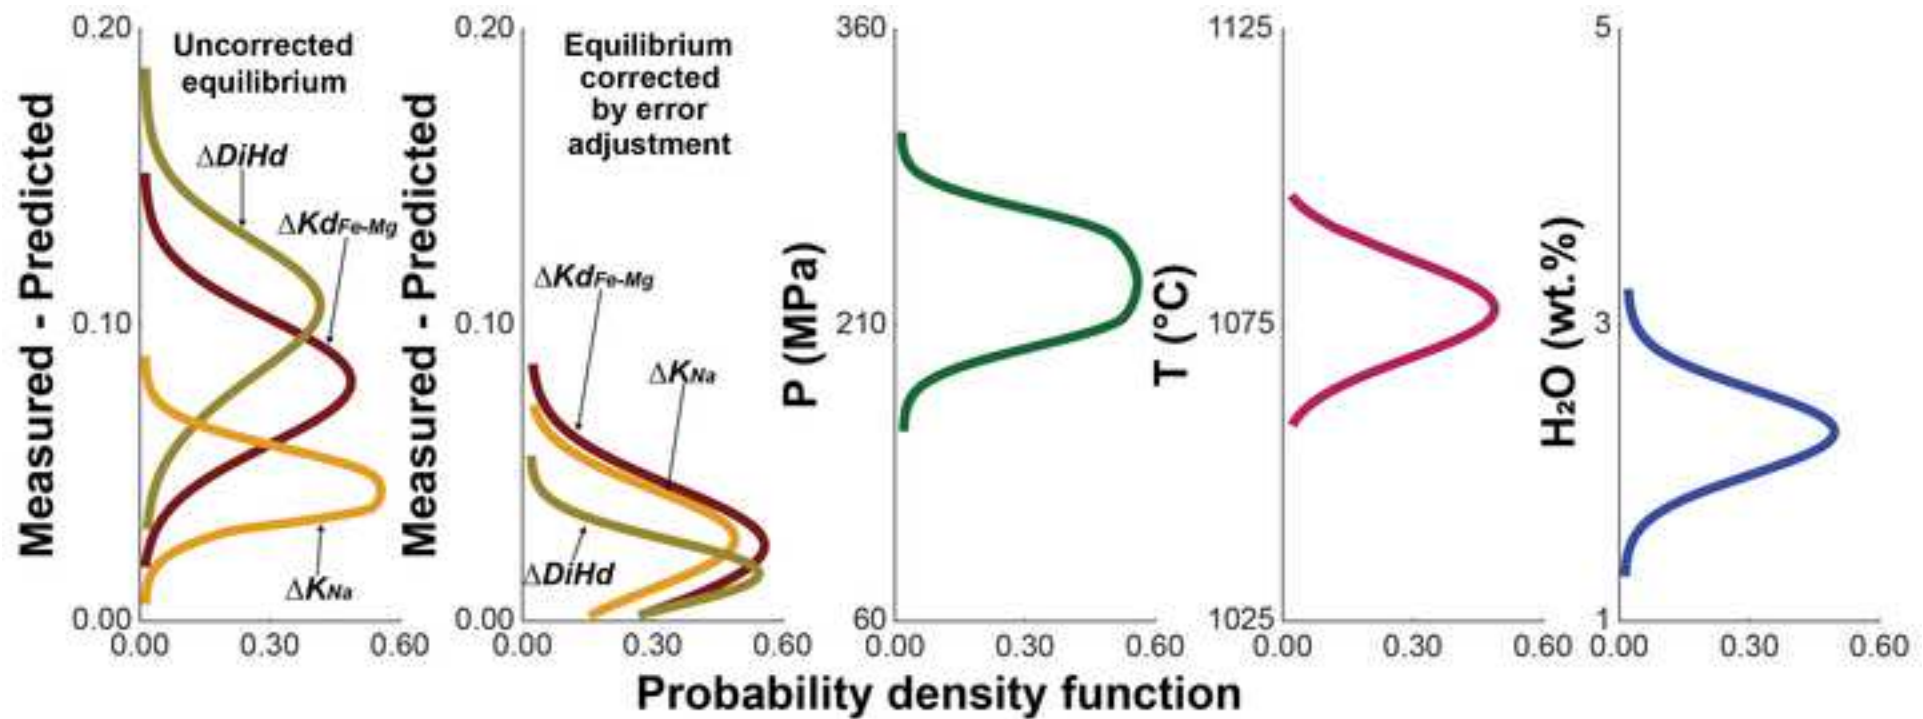 Measured - Predicted
0.20
0.10
0.00
Uncorrected
equilibrium
ΔDiHd
ΔKdFe-Mg
ΔKNa
0.00 0.30 0.60
Measured - Predicted
0.20
0.10
0.00
Equilibrium
corrected
by error
adjustment
ΔKdFe-Mg
ΔKNa
ΔDiHd
0.00 0.30 0.60
P (MPa)
360
210
60
0.00 0.30 0.60
T (°C)
1125
1075
1025
0.00 0.30 0.60
H₂O (wt.%)
5
3
1
0.00 0.30 0.60
Probability density function